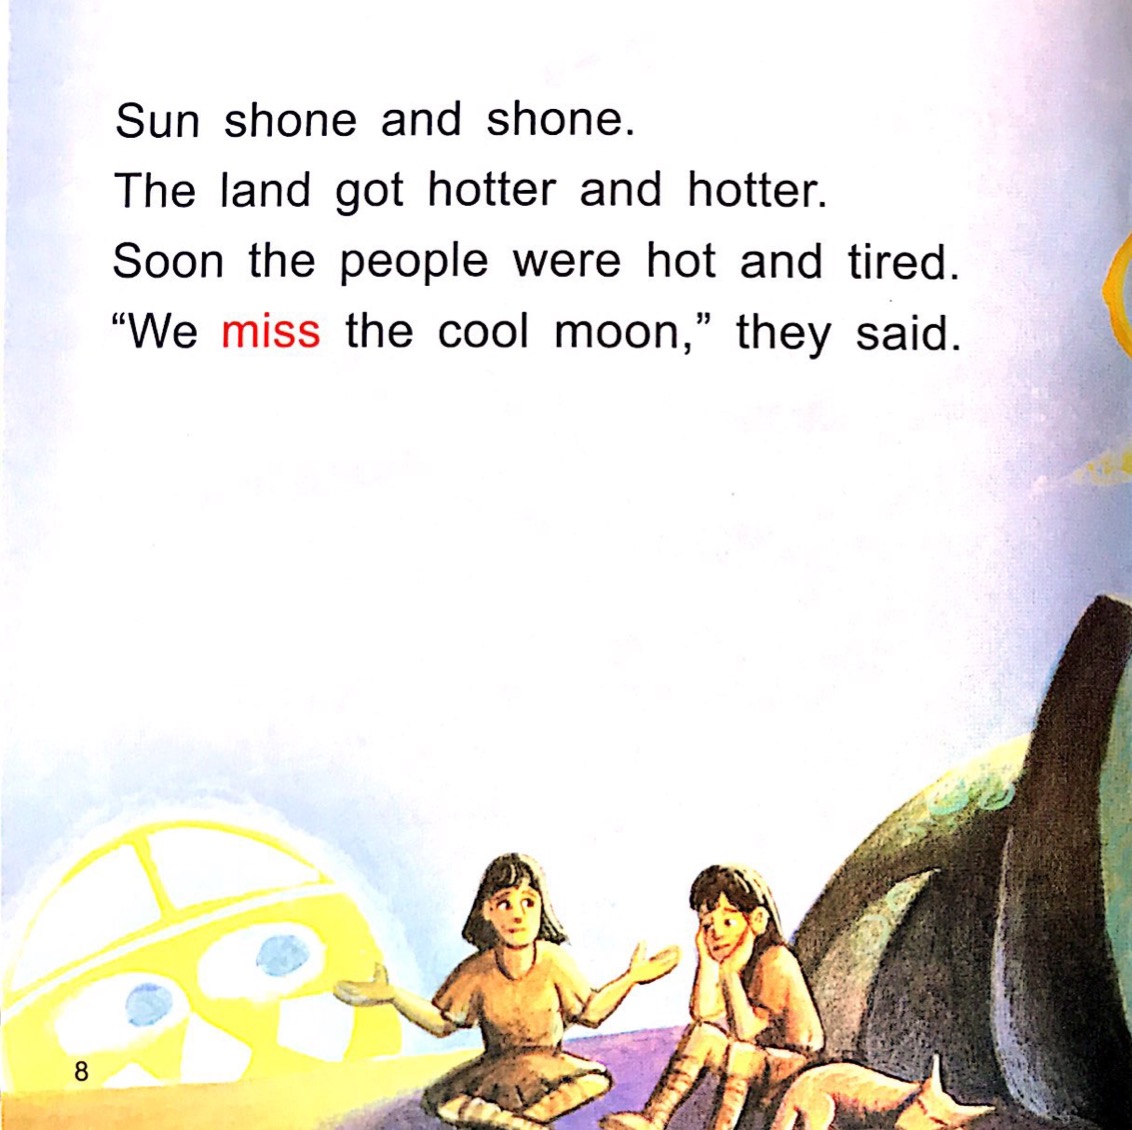 Sun shone and shone.
The land got hotter and hotter.
Soon the people were hot and tired.
“We miss the cool moon,” they said.
8